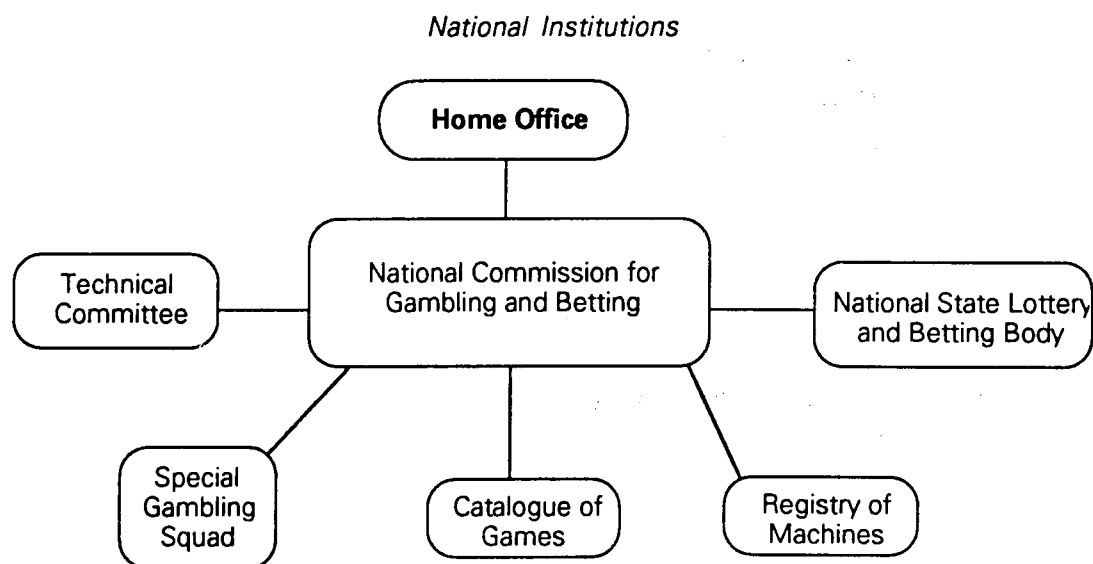 National Institutions
Home Office
National Commission for
Gambling and Betting
Technical
Committee
National State Lottery
and Betting Body
Special
Gambling
Squad
Catalogue of
Games
Registry of
Machines